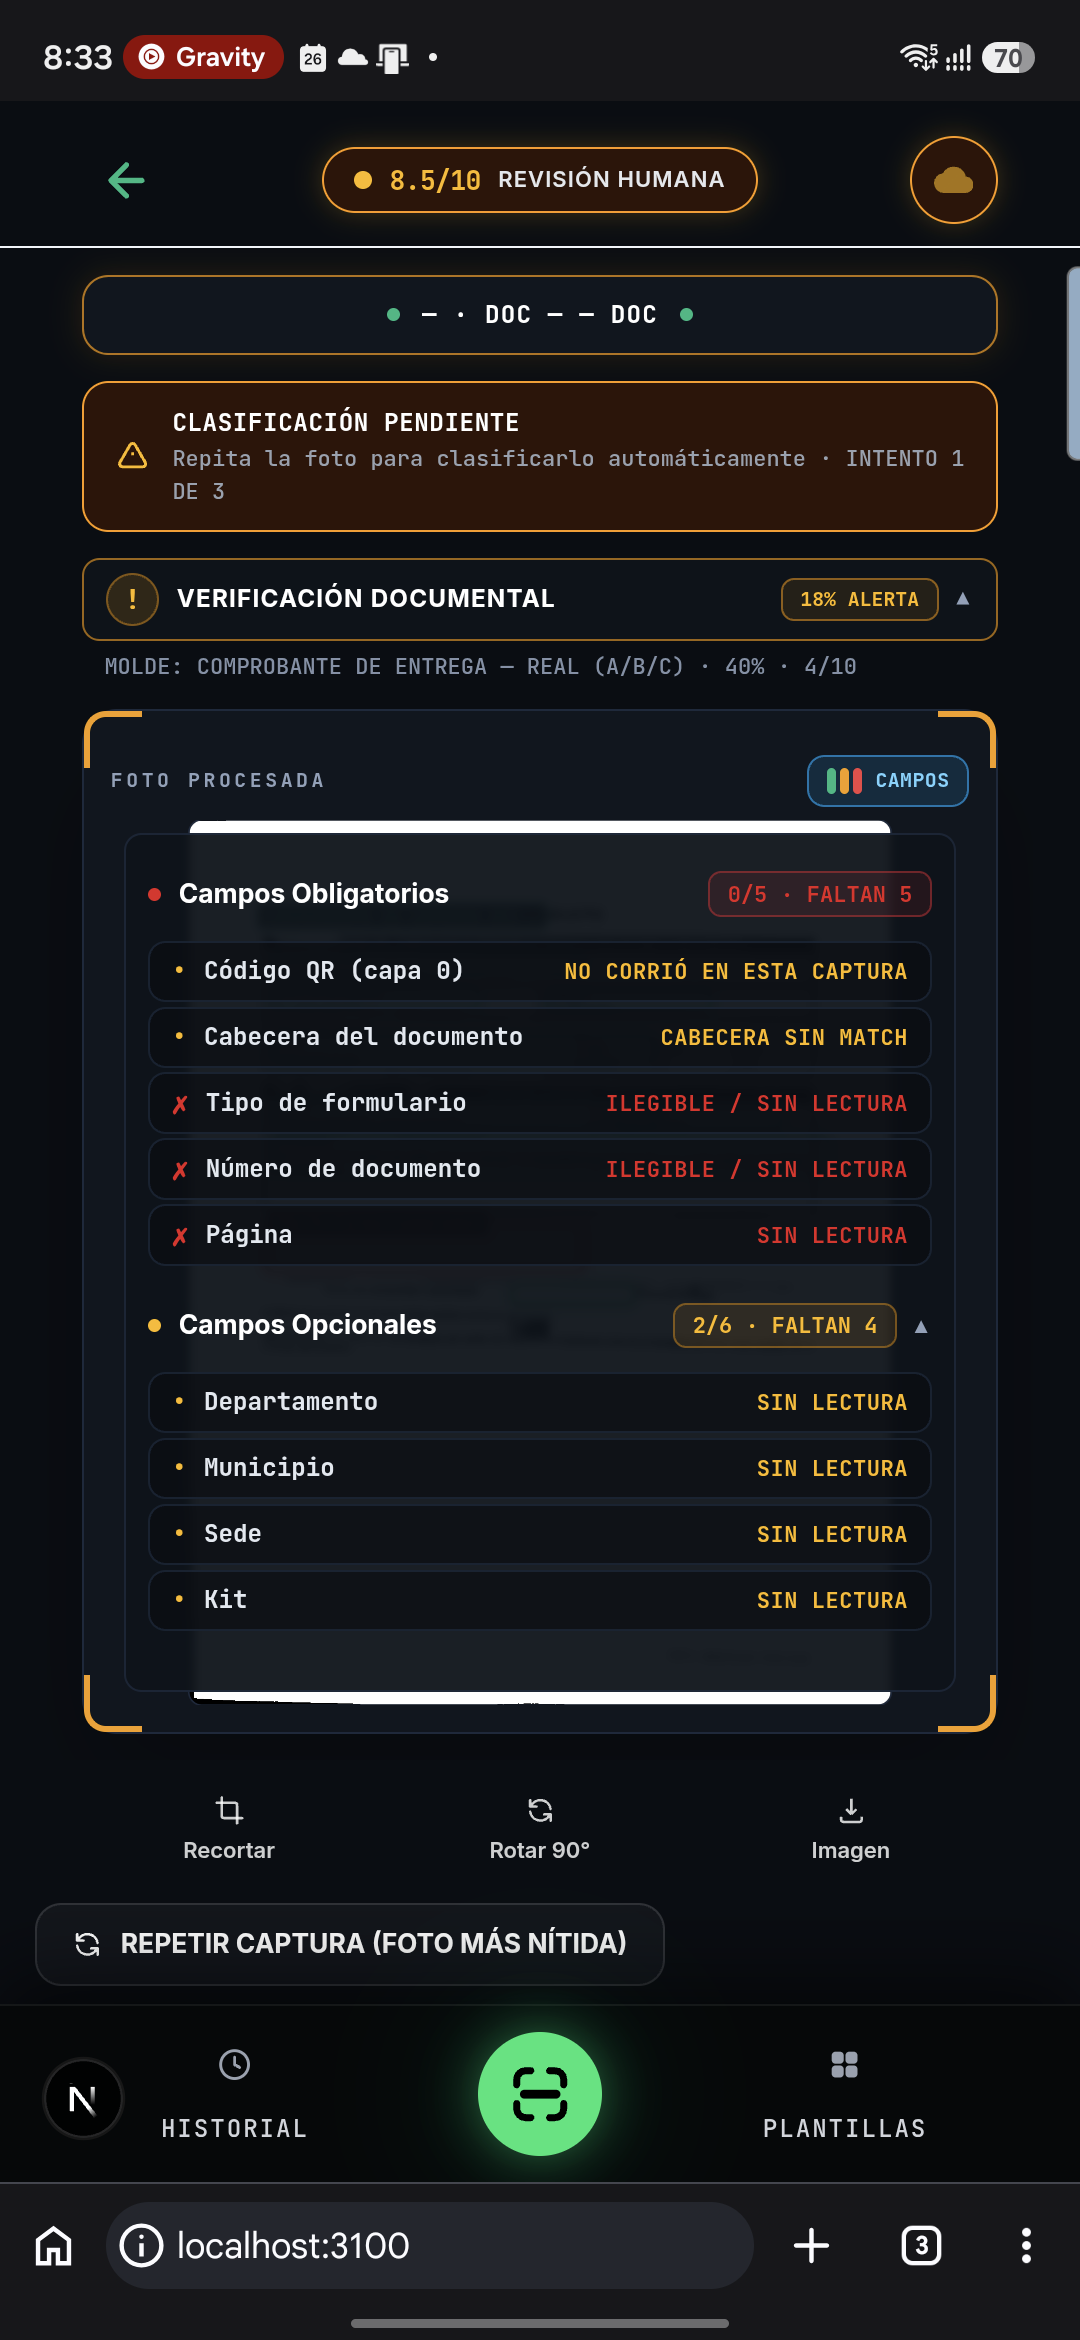 8:33
Gravity
26
5
70
8.5/10 REVISIÓN HUMANA
— · DOC — — DOC
CLASIFICACIÓN PENDIENTE
Repita la foto para clasificarlo automáticamente · INTENTO 1
DE 3
! VERIFICACIÓN DOCUMENTAL 18% ALERTA ▲
MOLDE: COMPROBANTE DE ENTREGA — REAL (A/B/C) · 40% · 4/10
FOTO PROCESADA CAMPOS
Campos Obligatorios 0/5 · FALTAN 5
• Código QR (capa 0) NO CORRIÓ EN ESTA CAPTURA
• Cabecera del documento CABECERA SIN MATCH
✗ Tipo de formulario ILEGIBLE / SIN LECTURA
✗ Número de documento ILEGIBLE / SIN LECTURA
✗ Página SIN LECTURA
Campos Opcionales 2/6 · FALTAN 4 ▲
• Departamento SIN LECTURA
• Municipio SIN LECTURA
• Sede SIN LECTURA
• Kit SIN LECTURA
Recortar Rotar 90° Imagen
REPETIR CAPTURA (FOTO MÁS NÍTIDA)
N
HISTORIAL PLANTILLAS
localhost:3100
3